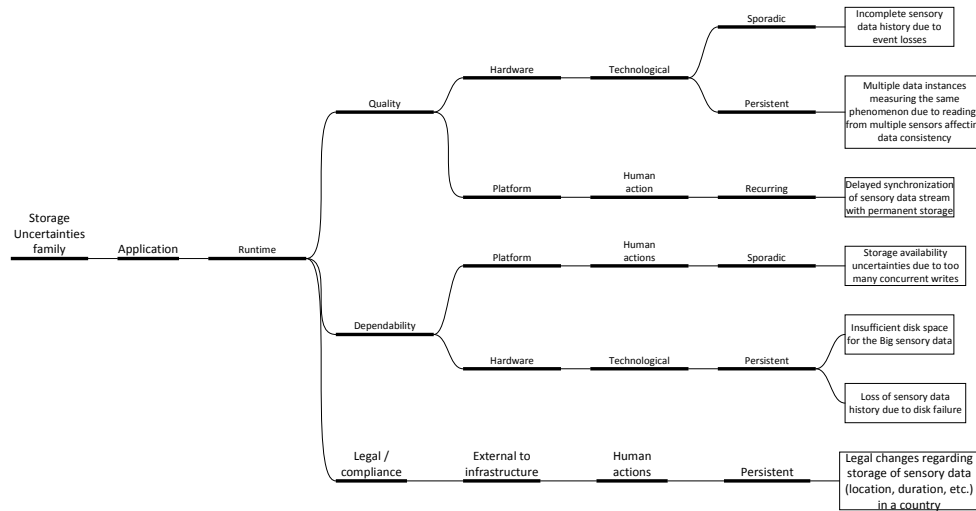 Sporadic
Incomplete sensory
data history due to
event losses
Hardware
Technological
Quality
Persistent
Multiple data instances
measuring the same
phenomenon due to reading
from multiple sensors affectin
data consistency
Platform
Human
action
Recurring
Delayed synchronization
of sensory data stream
with permanent storage
Storage
Uncertainties
family
Application
Runtime
Platform
Human
actions
Sporadic
Storage availability
uncertainties due to too
many concurrent writes
Dependability
Insufficient disk space
for the Big sensory data
Hardware
Technological
Persistent
Loss of sensory data
history due to disk failure
Legal /
compliance
External to
infrastructure
Human
actions
Persistent
Legal changes regarding
storage of sensory data
(location, duration, etc.)
in a country